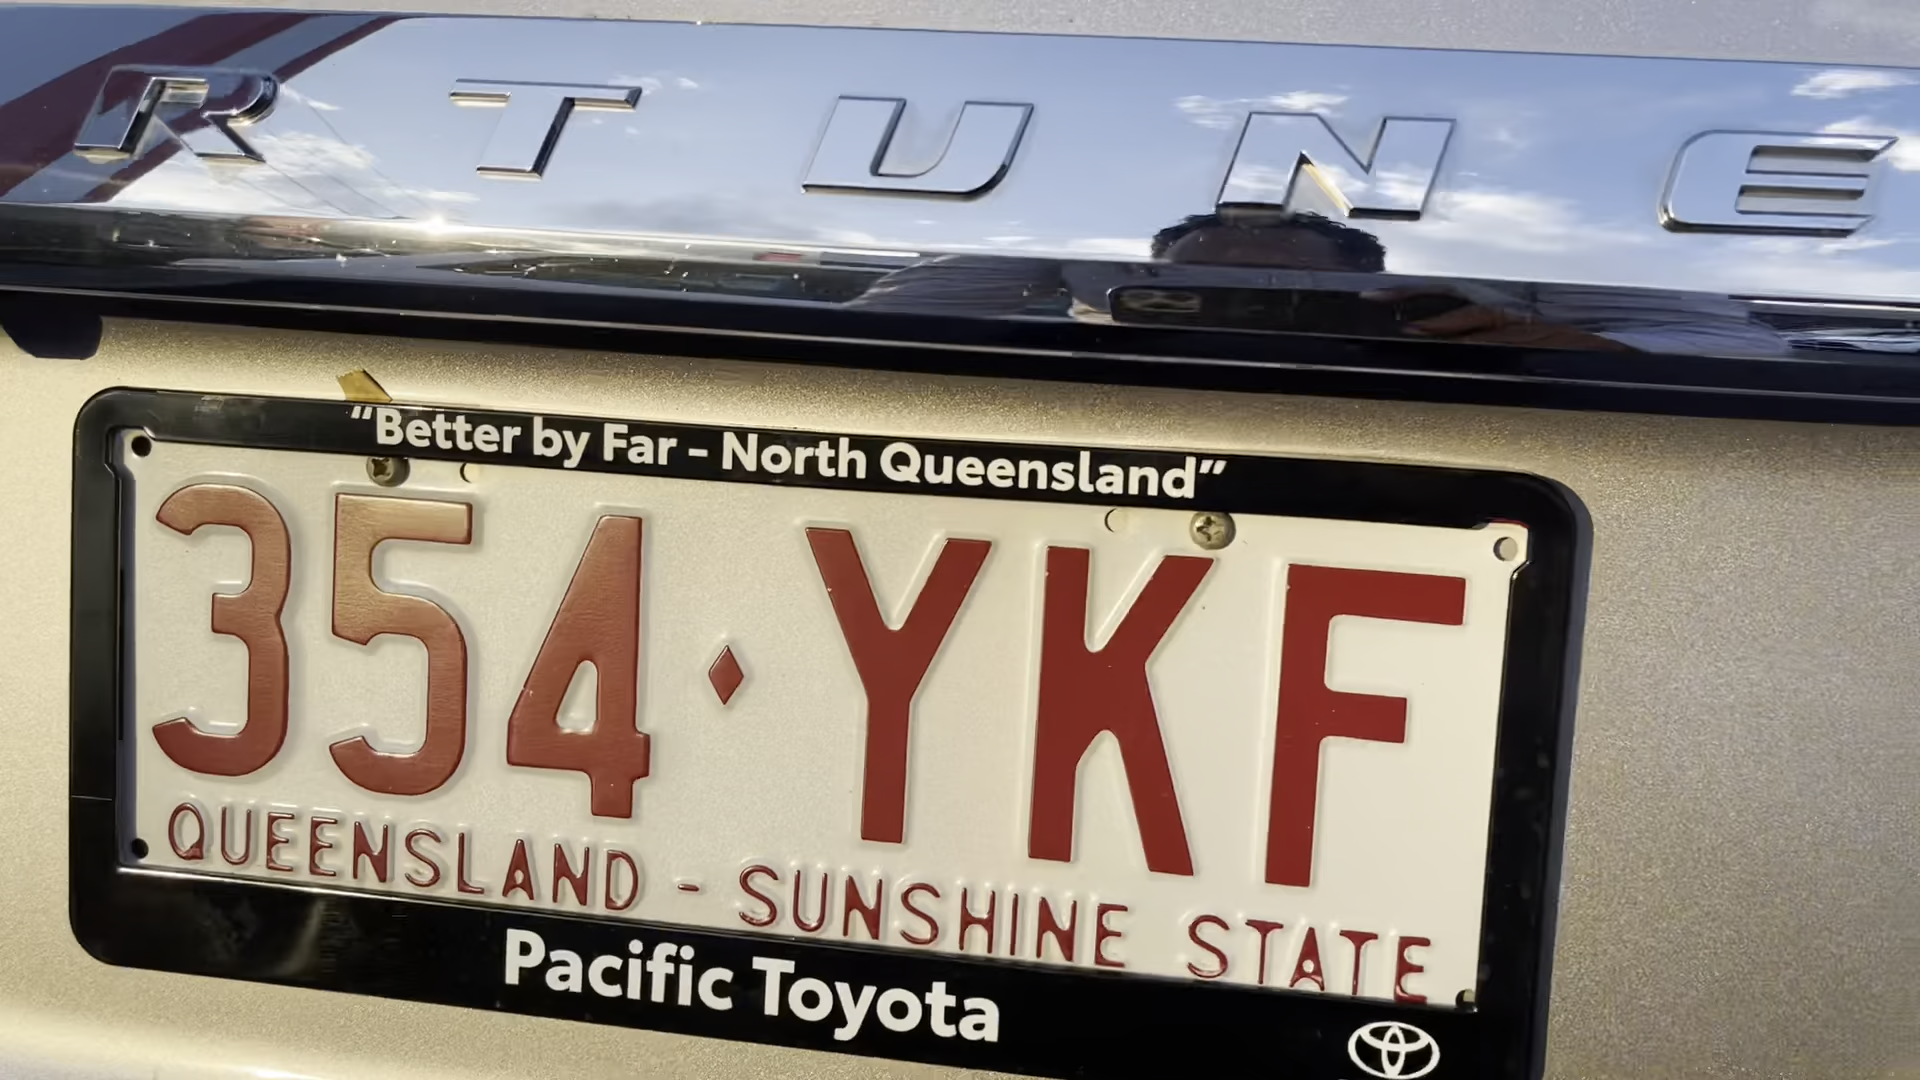 RTUNE
“Better by Far - North Queensland”
354♦YKF
QUEENSLAND - SUNSHINE STATE
Pacific Toyota